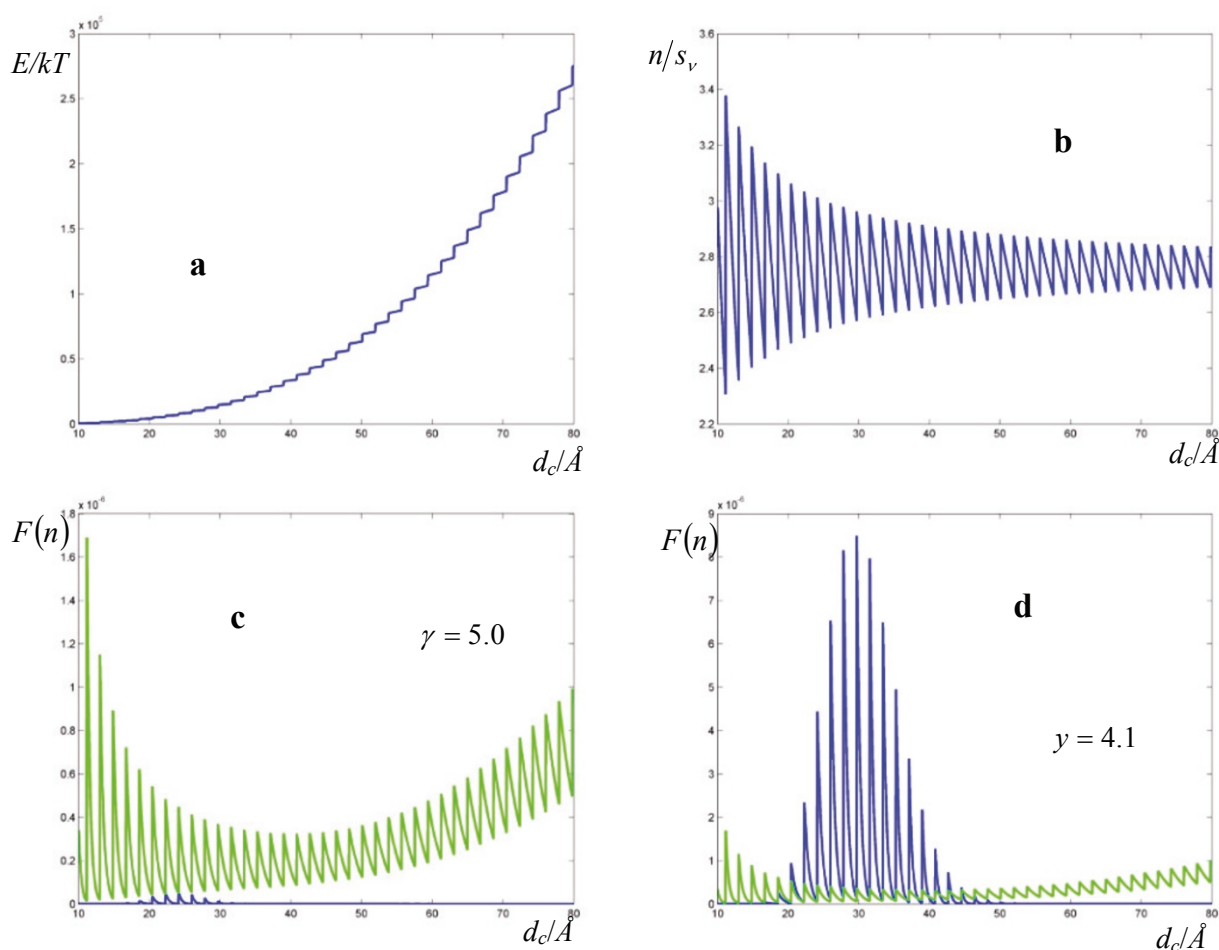 x 10^5
E/kT
3
2.5
2
1.5
1
0.5
0
10 20 30 40 50 60 70 80
d_c/Å
a
n/s_ν
3.6
3.4
3.2
3
2.8
2.6
2.4
2.2
10 20 30 40 50 60 70 80
d_c/Å
b
x 10^-6
F(n)
1.8
1.6
1.4
1.2
1
0.8
0.6
0.4
0.2
0
10 20 30 40 50 60 70 80
d_c/Å
c
γ = 5.0
x 10^-6
F(n)
9
8
7
6
5
4
3
2
1
0
10 20 30 40 50 60 70 80
d_c/Å
d
y = 4.1